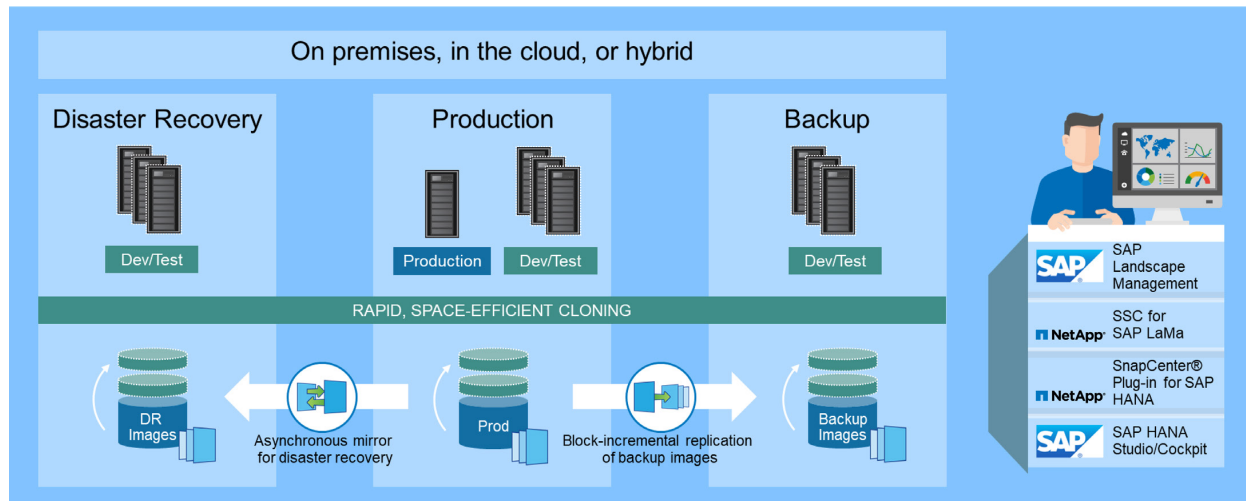 On premises, in the cloud, or hybrid
Disaster Recovery
Production
Backup
Dev/Test
Production
Dev/Test
Dev/Test
RAPID, SPACE-EFFICIENT CLONING
DR
Images
Asynchronous mirror
for disaster recovery
Prod
Block-incremental replication
of backup images
Backup
Images
SAP
SAP
Landscape
Management
NetApp®
SSC for
SAP LaMa
NetApp®
SnapCenter®
Plug-in for SAP
HANA
SAP
SAP HANA
Studio/Cockpit